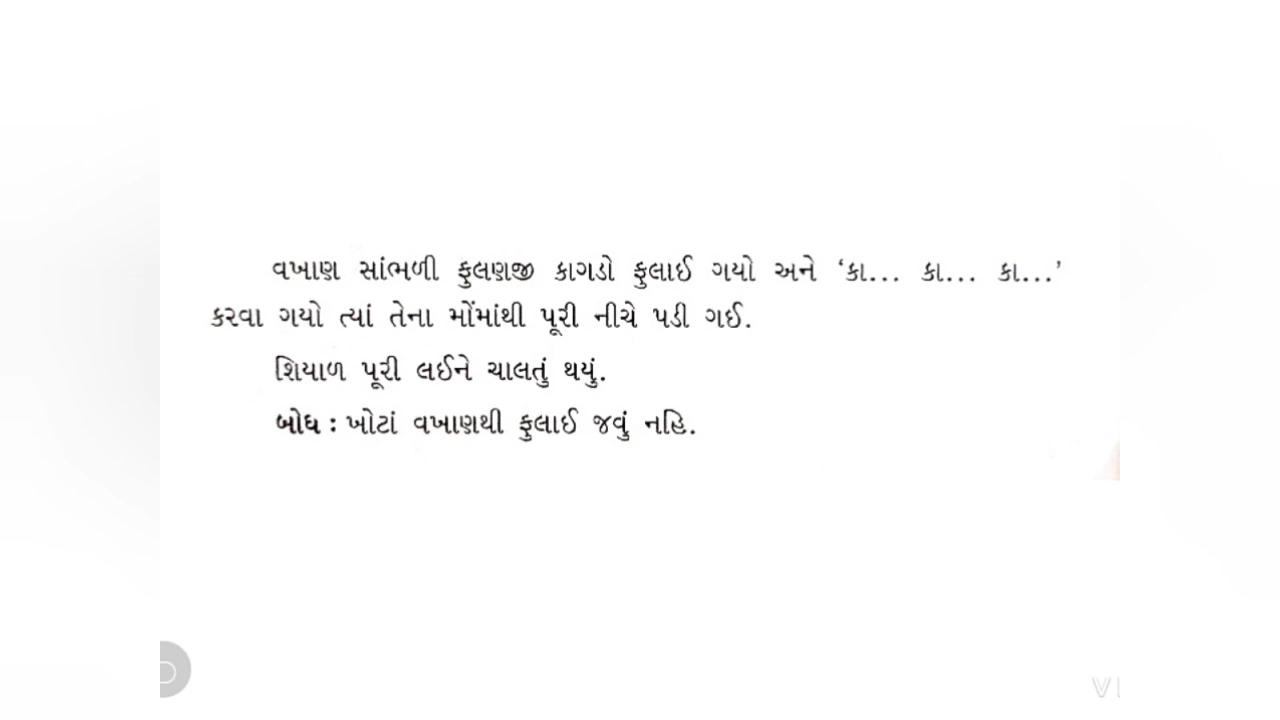 વખાણ સાંભળી ફુલણજી કાગડો ફુલાઈ ગયો અને ‘કા... કા... કા...’
કરવા ગયો ત્યાં તેના મોંમાંથી પૂરી નીચે પડી ગઈ.
શિયાળ પૂરી લઈને ચાલતું થયું.
બોધ : ખોટાં વખાણથી ફુલાઈ જવું નહિ.